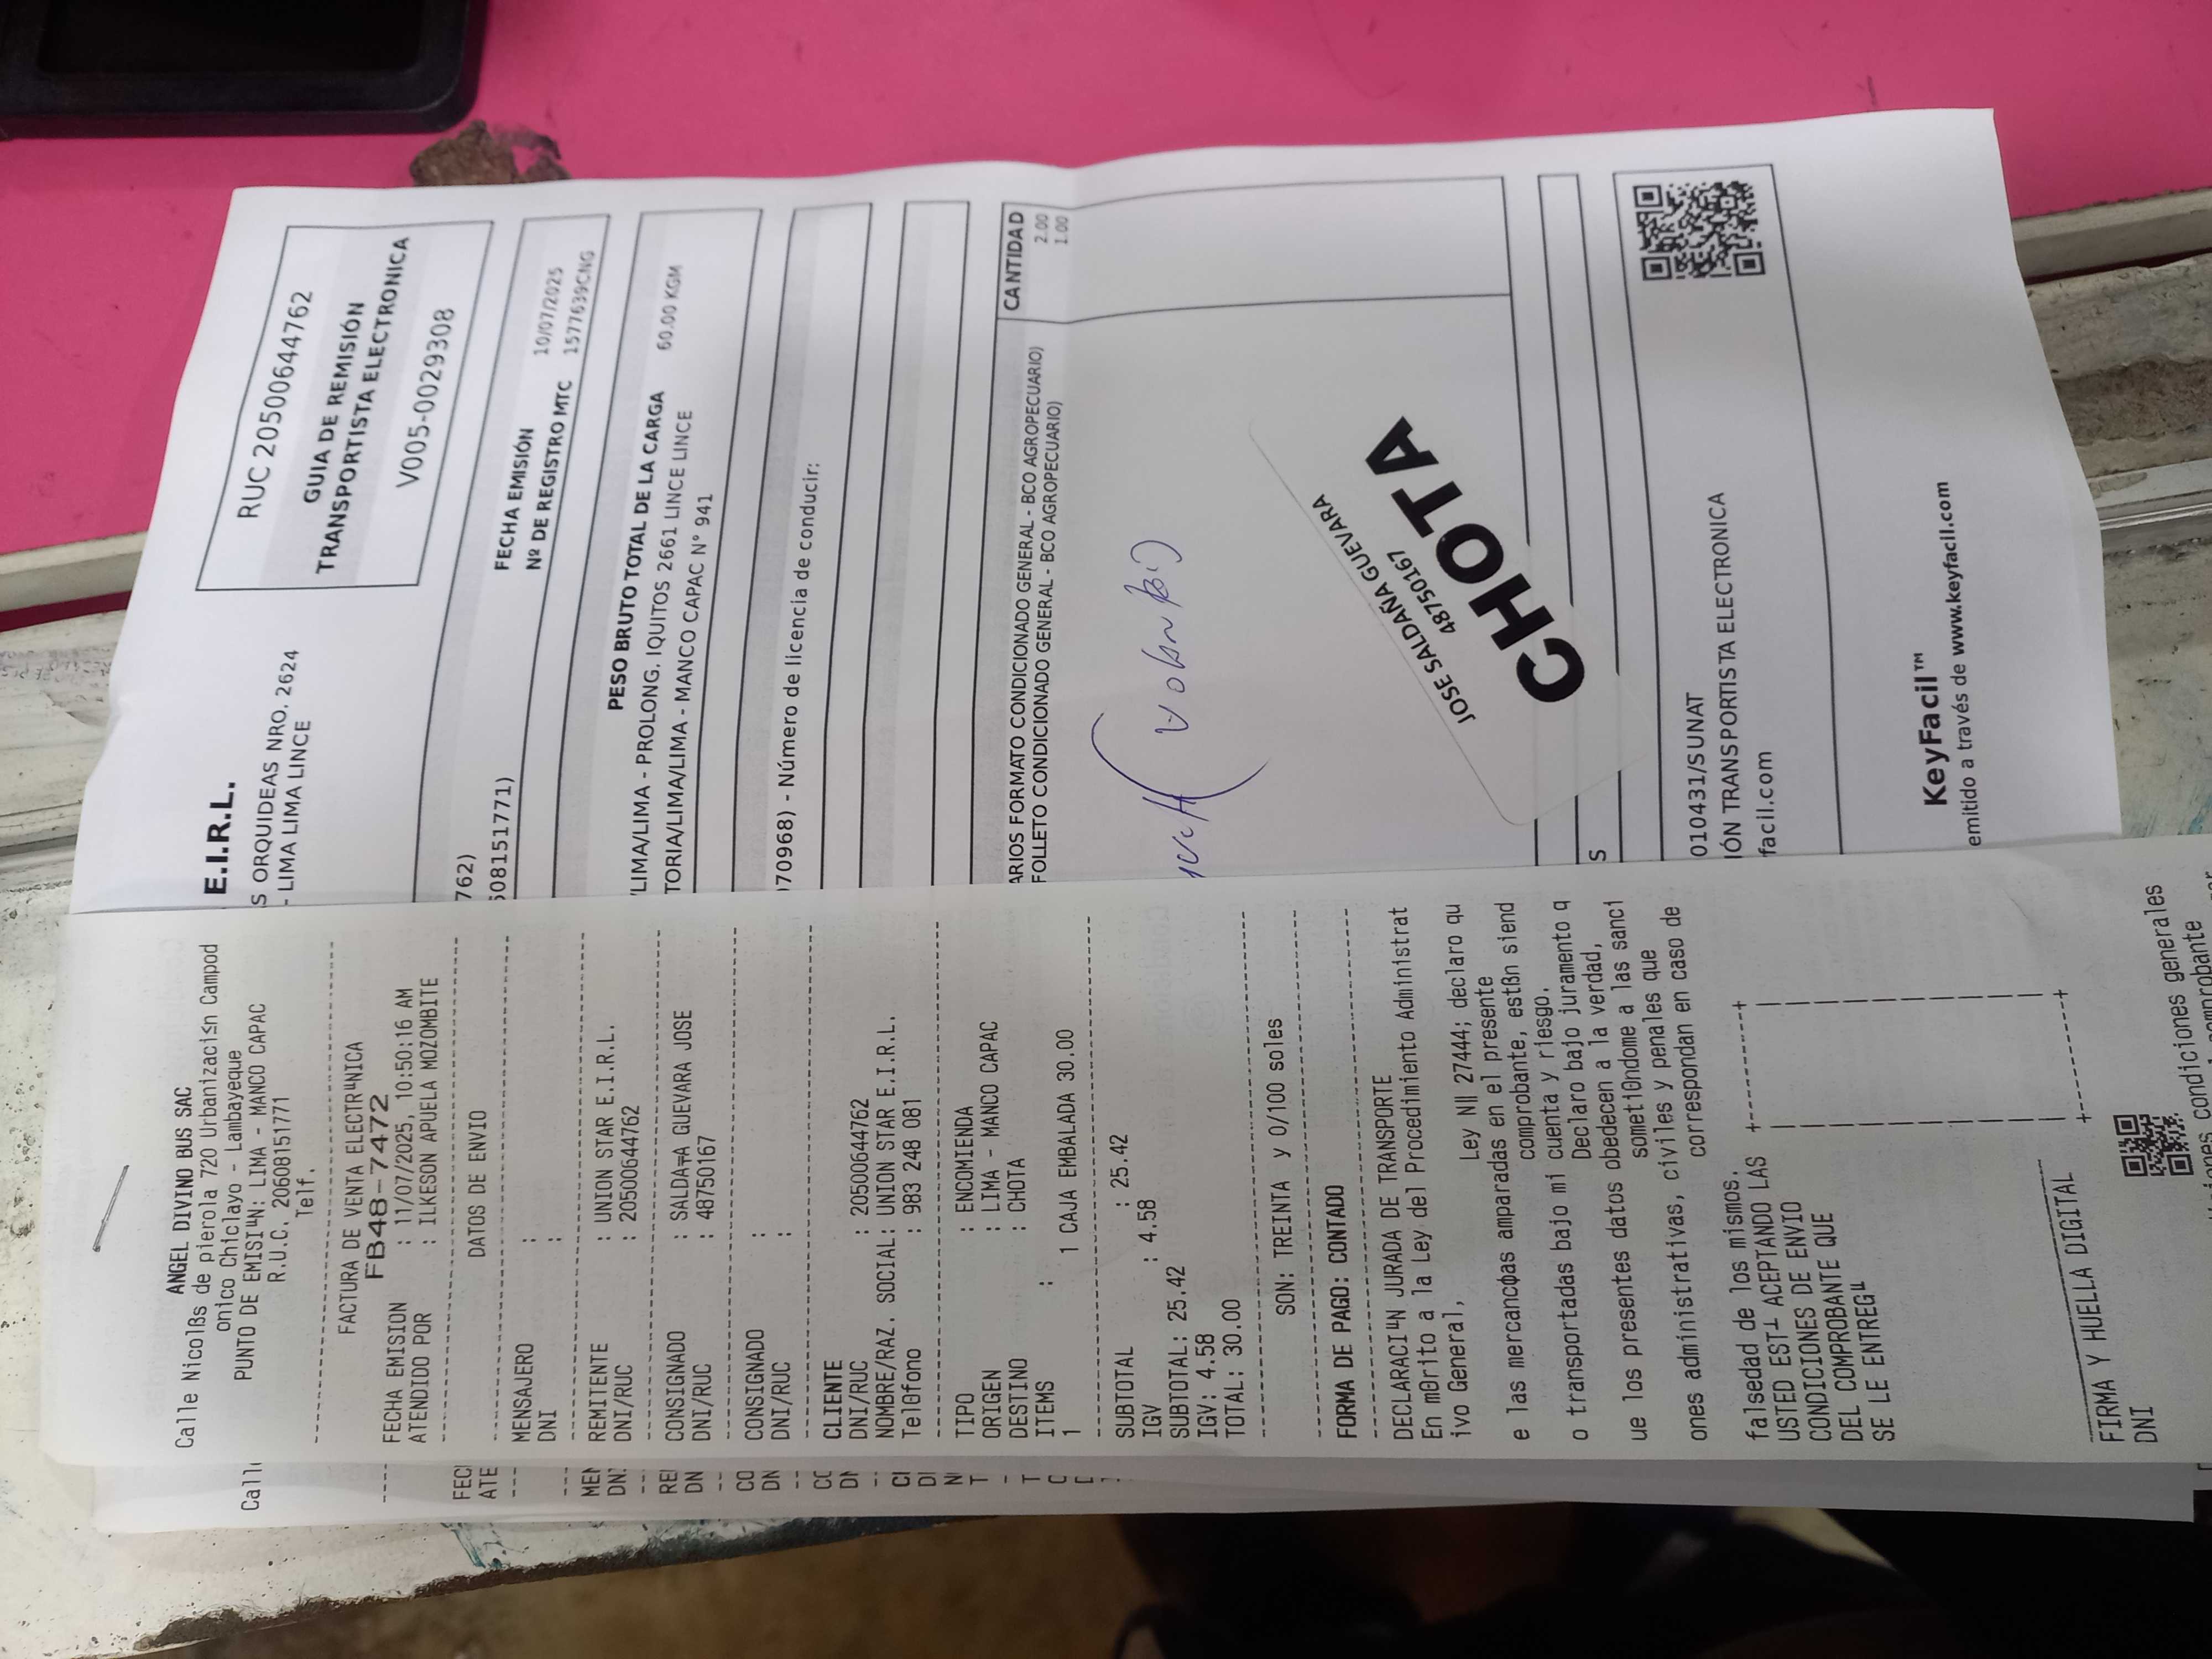 ANGEL DIVINO BUS SAC
Calle Nicol8s de pierola 720 Urbanizaci≤n Campod
onico Chiclayo - Lambayeque
PUNTO DE EMISI╙N: LIMA - MANCO CAPAC
R.U.C. 20608151771
Telf.
FACTURA DE VENTA ELECTR╙NICA
FB48-7472
FECHA EMISION : 11/07/2025, 10:50:16 AM
ATENDIDO POR : ILKESON APUELA MOZOMBITE
DATOS DE ENVIO
MENSAJERO :
DNI :
REMITENTE : UNION STAR E.I.R.L.
DNI/RUC : 20500644762
CONSIGNADO : SALDA╤A GUEVARA JOSE
DNI/RUC : 48750167
CONSIGNADO :
DNI/RUC :
CLIENTE
DNI/RUC : 20500644762
NOMBRE/RAZ. SOCIAL: UNION STAR E.I.R.L.
TelΘfono : 983 248 081
TIPO : ENCOMIENDA
ORIGEN : LIMA - MANCO CAPAC
DESTINO : CHOTA
ITEMS :
1 1 CAJA EMBALADA 30.00
SUBTOTAL : 25.42
IGV : 4.58
SUBTOTAL: 25.42
IGV: 4.58
TOTAL: 30.00
SON: TREINTA y 0/100 soles
FORMA DE PAGO: CONTADO
DECLARACI╙N JURADA DE TRANSPORTE
En mΘrito a la Ley del Procedimiento Administrat
ivo General,
Ley N║ 27444; declaro qu
e las mercancφas amparadas en el presente
comprobante, estßn siend
o transportadas bajo mi cuenta y riesgo.
Declaro bajo juramento q
ue los presentes datos obedecen a la verdad,
sometiΘndome a las sanci
ones administrativas, civiles y penales que
correspondan en caso de
falsedad de los mismos.
USTED EST┴ ACEPTANDO LAS
CONDICIONES DE ENVIO
DEL COMPROBANTE QUE
SE LE ENTREG╙
FIRMA Y HUELLA DIGITAL
DNI
condiciones generales
E.I.R.L.
S ORQUIDEAS NRO. 2624
- LIMA LIMA LINCE
RUC 20500644762
GUIA DE REMISIÓN
TRANSPORTISTA ELECTRONICA
V005-0029308
762)
FECHA EMISIÓN 10/07/2025
608151771)
Nº DE REGISTRO MTC 1577639CNG
PESO BRUTO TOTAL DE LA CARGA 60.00 KGM
/LIMA/LIMA - PROLONG. IQUITOS 2661 LINCE LINCE
TORIA/LIMA/LIMA - MANCO CAPAC N° 941
70968) - Número de licencia de conducir:
CANTIDAD
ARIOS FORMATO CONDICIONADO GENERAL - BCO AGROPECUARIO) 2.00
FOLLETO CONDICIONADO GENERAL - BCO AGROPECUARIO) 1.00
JOSE SALDAÑA GUEVARA
48750167
CHOTA
S
010431/SUNAT
IÓN TRANSPORTISTA ELECTRONICA
facil.com
KeyFacil™
emitido a través de www.keyfacil.com